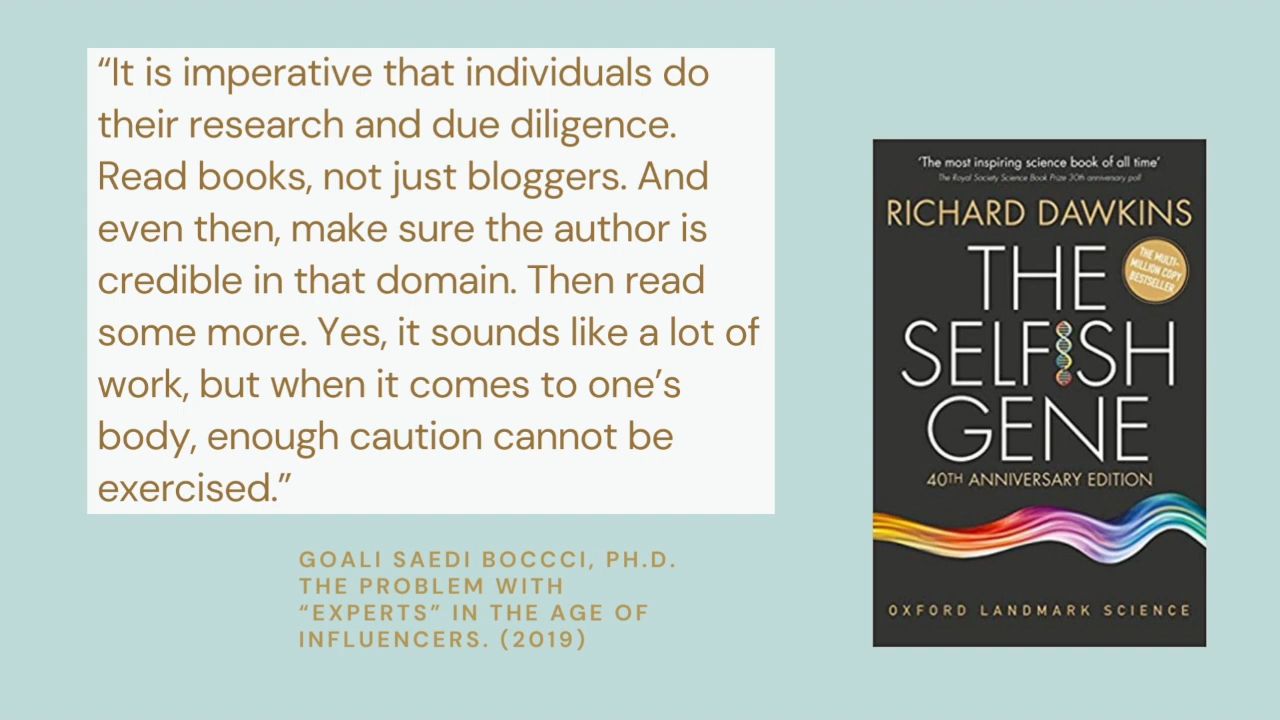 “It is imperative that individuals do
their research and due diligence.
Read books, not just bloggers. And
even then, make sure the author is
credible in that domain. Then read
some more. Yes, it sounds like a lot of
work, but when it comes to one’s
body, enough caution cannot be
exercised.”
GOALI SAEDI BOCCCI, PH.D.
THE PROBLEM WITH
“EXPERTS” IN THE AGE OF
INFLUENCERS. (2019)
‘The most inspiring science book of all time’
The Royal Society Science Book Prize 30th anniversary poll
RICHARD DAWKINS
THE
THE MULTI-
MILLION COPY
BESTSELLER
SELFISH
GENE
40TH ANNIVERSARY EDITION
OXFORD LANDMARK SCIENCE